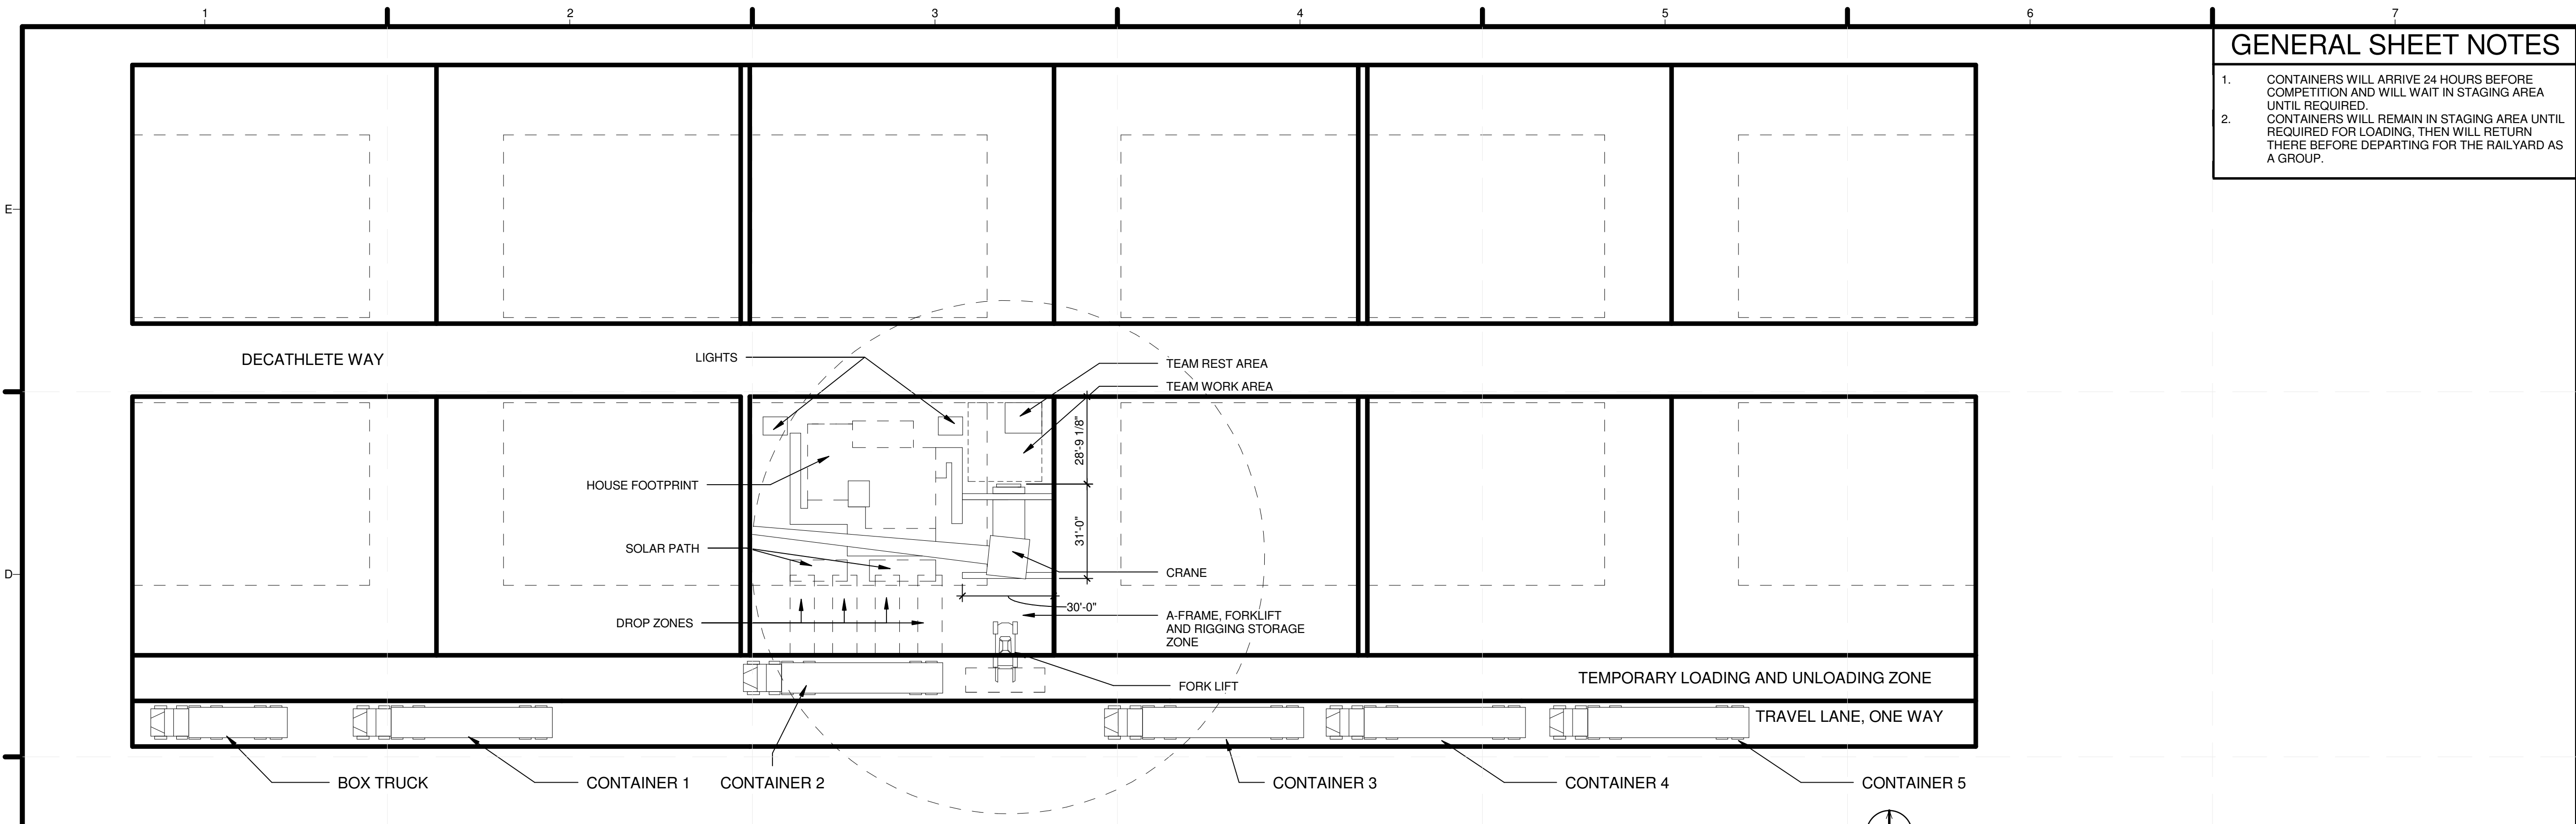 1
2
3
4
5
6
7
GENERAL SHEET NOTES
1. CONTAINERS WILL ARRIVE 24 HOURS BEFORE
COMPETITION AND WILL WAIT IN STAGING AREA
UNTIL REQUIRED.
2. CONTAINERS WILL REMAIN IN STAGING AREA UNTIL
REQUIRED FOR LOADING, THEN WILL RETURN
THERE BEFORE DEPARTING FOR THE RAILYARD AS
A GROUP.
E
DECATHLETE WAY
LIGHTS
TEAM REST AREA
TEAM WORK AREA
28'-9 1/8"
HOUSE FOOTPRINT
31'-0"
SOLAR PATH
D
CRANE
30'-0"
A-FRAME, FORKLIFT
AND RIGGING STORAGE
ZONE
DROP ZONES
TEMPORARY LOADING AND UNLOADING ZONE
FORK LIFT
TRAVEL LANE, ONE WAY
BOX TRUCK
CONTAINER 1
CONTAINER 2
CONTAINER 3
CONTAINER 4
CONTAINER 5